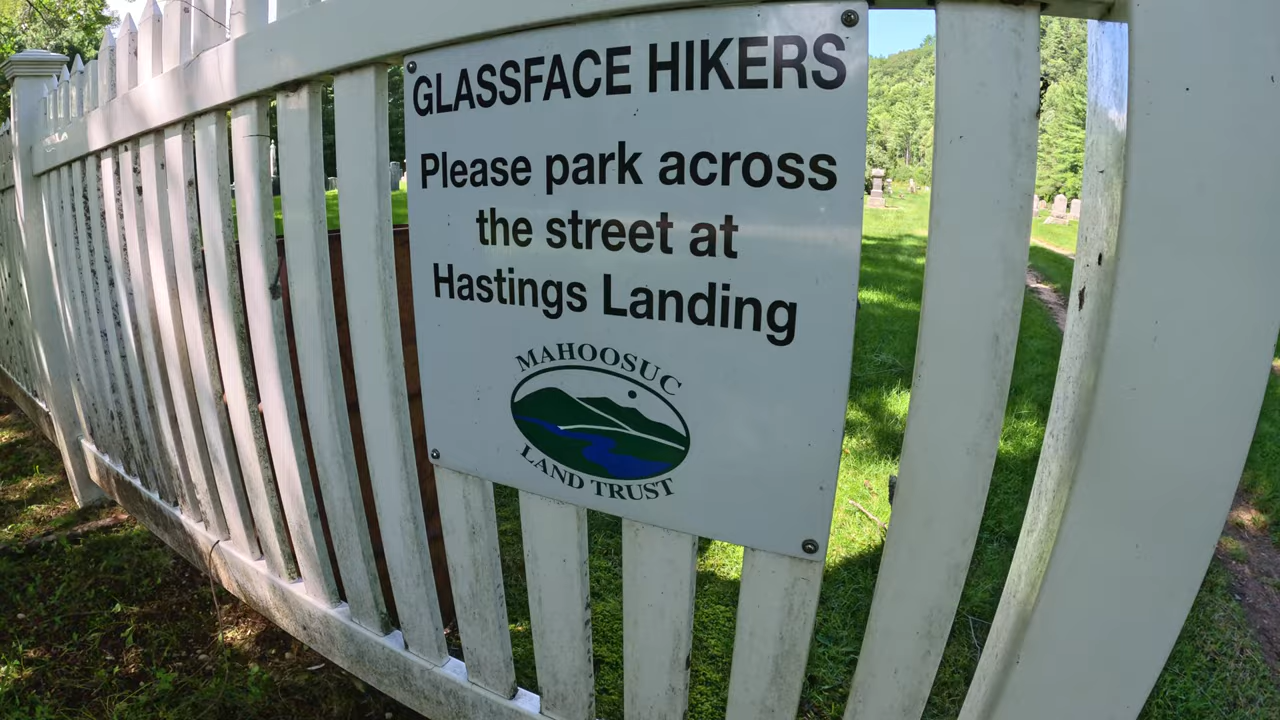 GLASSFACE HIKERS
Please park across
the street at
Hastings Landing
MAHOOSUC
LAND TRUST